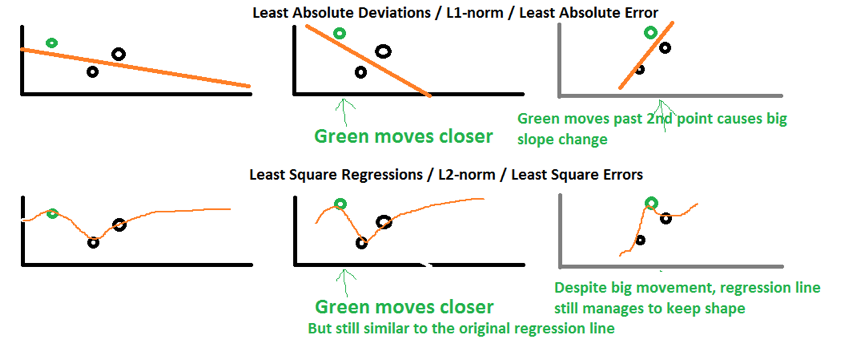 Least Absolute Deviations / L1-norm / Least Absolute Error
Green moves closer
Green moves past 2nd point causes big
slope change
Least Square Regressions / L2-norm / Least Square Errors
Green moves closer
But still similar to the original regression line
Despite big movement, regression line
still manages to keep shape